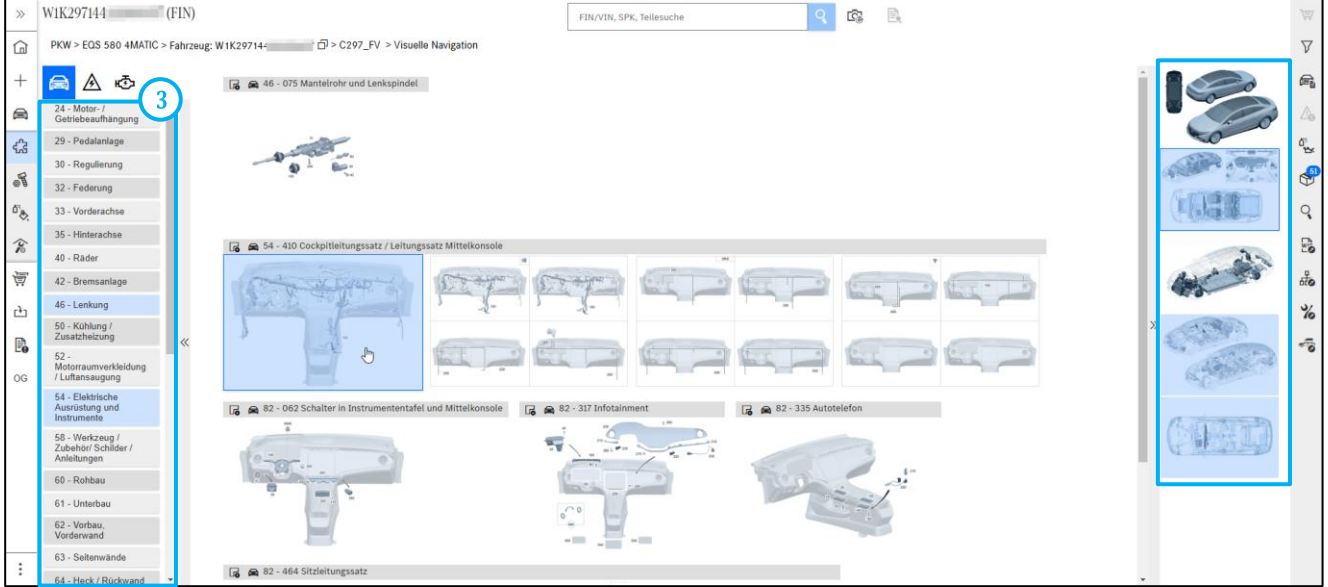 W1K297144 (FIN)
FIN/VIN, SPK, Teilesuche
PKW > EQS 580 4MATIC > Fahrzeug: W1K29714 > C297_FV > Visuelle Navigation
3
24 - Motor- /
Getriebeaufhängung
29 - Pedalanlage
30 - Regulierung
32 - Federung
33 - Vorderachse
35 - Hinterachse
40 - Räder
42 - Bremsanlage
46 - Lenkung
50 - Kühlung /
Zusatzheizung
52 -
Motorraumverkleidung
/ Luftansaugung
54 - Elektrische
Ausrüstung und
Instrumente
58 - Werkzeug /
Zubehör/ Schilder /
Anleitungen
60 - Rohbau
61 - Unterbau
62 - Vorbau,
Vorderwand
63 - Seitenwände
64 - Heck / Rückwand
OG
46 - 075 Mantelrohr und Lenkspindel
54 - 410 Cockpitleitungssatz / Leitungssatz Mittelkonsole
82 - 062 Schalter in Instrumententafel und Mittelkonsole
82 - 317 Infotainment
82 - 335 Autotelefon
82 - 464 Sitzleitungssatz
51